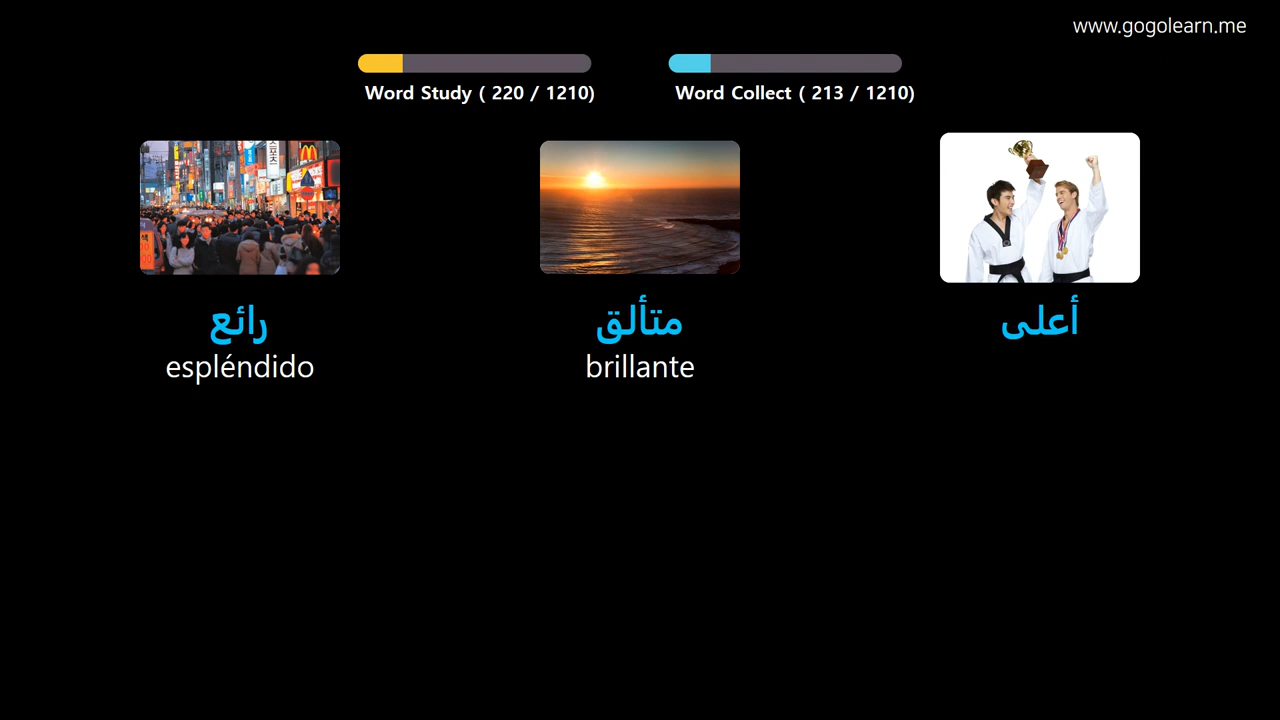 www.gogolearn.me
Word Study ( 220 / 1210)
Word Collect ( 213 / 1210)
رائع
espléndido
متألق
brillante
أعلى